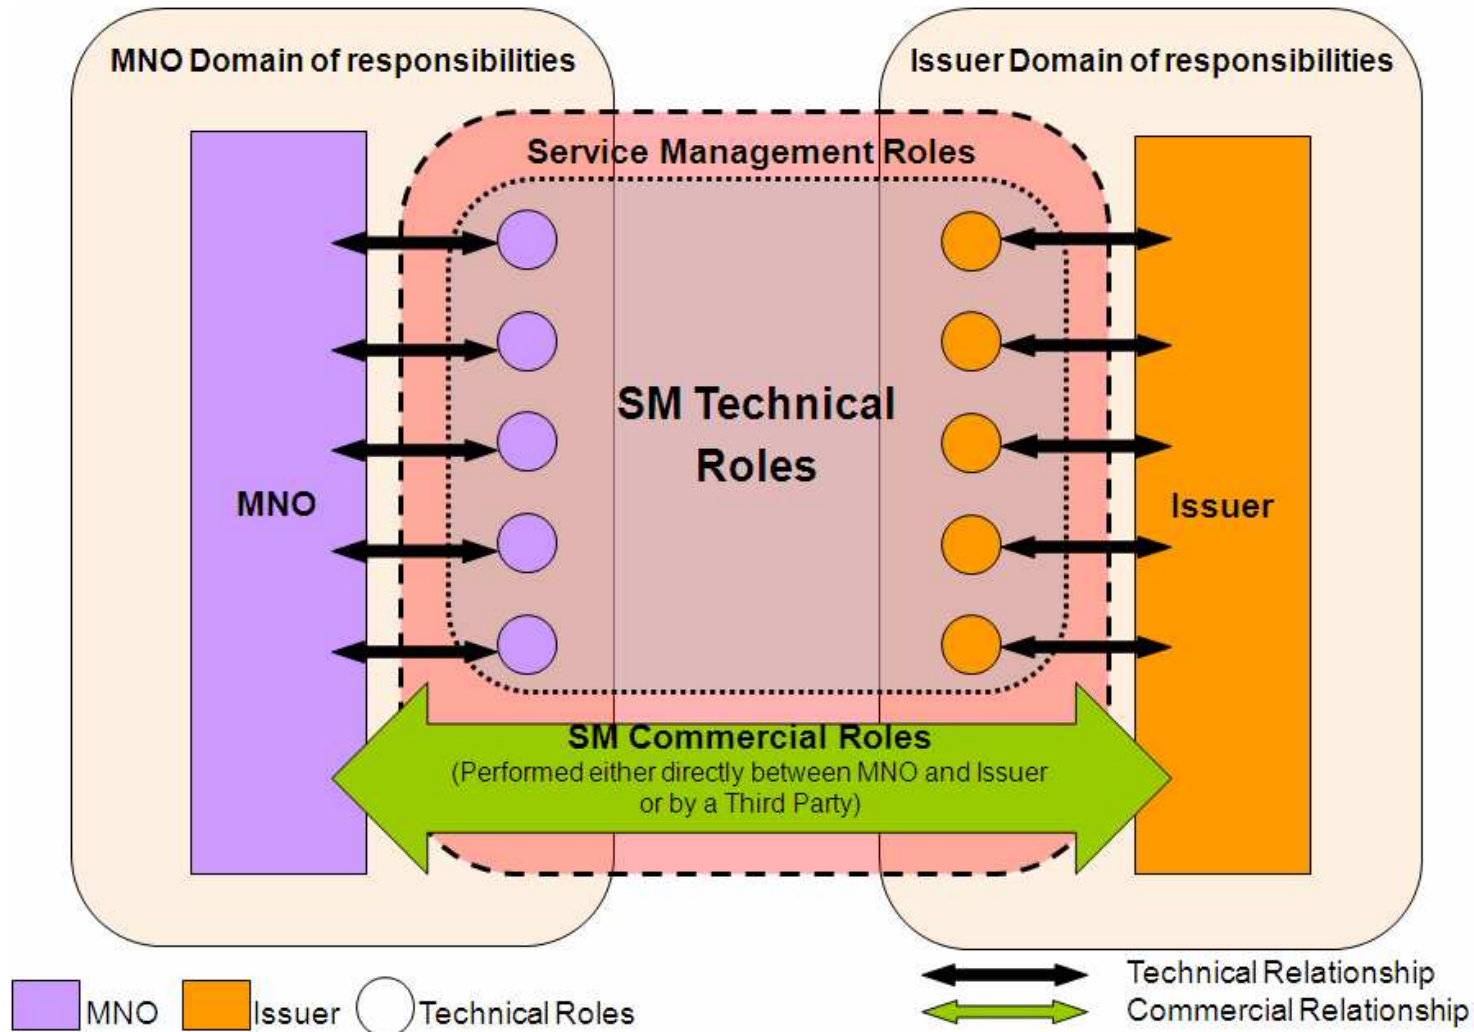 MNO Domain of responsibilities
Issuer Domain of responsibilities
Service Management Roles
SM Technical
Roles
MNO
Issuer
SM Commercial Roles
(Performed either directly between MNO and Issuer
or by a Third Party)
MNO
Issuer
Technical Roles
Technical Relationship
Commercial Relationship